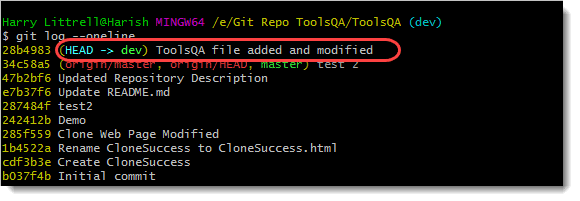 Harry Littrell@Harish MINGW64 /e/Git Repo ToolsQA/ToolsQA (dev)
$ git log --oneline
28b4983 (HEAD -> dev) ToolsQA file added and modified
34c58a5 (origin/master, origin/HEAD, master) test 2
47b2bf6 Updated Repository Description
e7b37f6 Update README.md
287484f test2
242412b Demo
285f559 Clone Web Page Modified
1b4522a Rename CloneSuccess to CloneSuccess.html
cdf3b3e Create CloneSuccess
b037f4b Initial commit